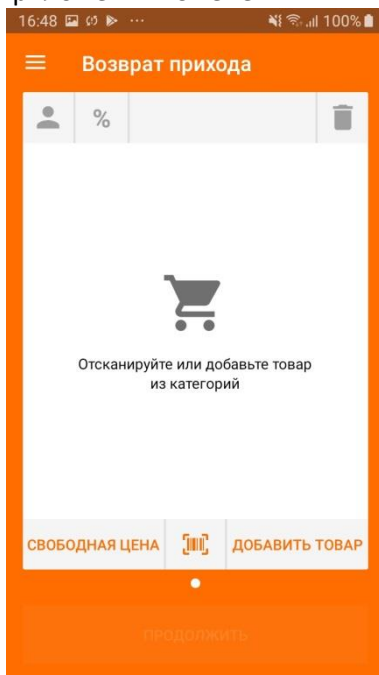 16:48 ... 100%
Возврат прихода
%
Отсканируйте или добавьте товар
из категорий
СВОБОДНАЯ ЦЕНА ДОБАВИТЬ ТОВАР
ПРОДОЛЖИТЬ